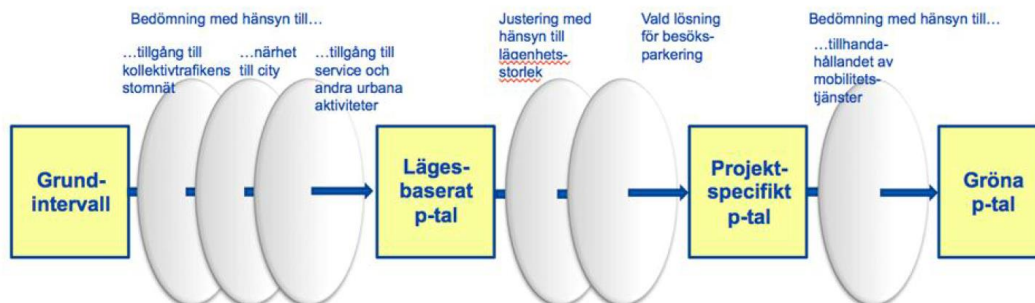 Bedömning med hänsyn till…
…tillgång till
kollektivtrafikens
stomnät
…närhet
till city
…tillgång till
service och
andra urbana
aktiviteter
Justering med
hänsyn till
lägenhets-
storlek
Vald lösning
för besöks-
parkering
Bedömning med hänsyn till…
…tillhanda-
hållandet av
mobilitets-
tjänster
Grund-
intervall
Läges-
baserat
p-tal
Projekt-
specifikt
p-tal
Gröna
p-tal